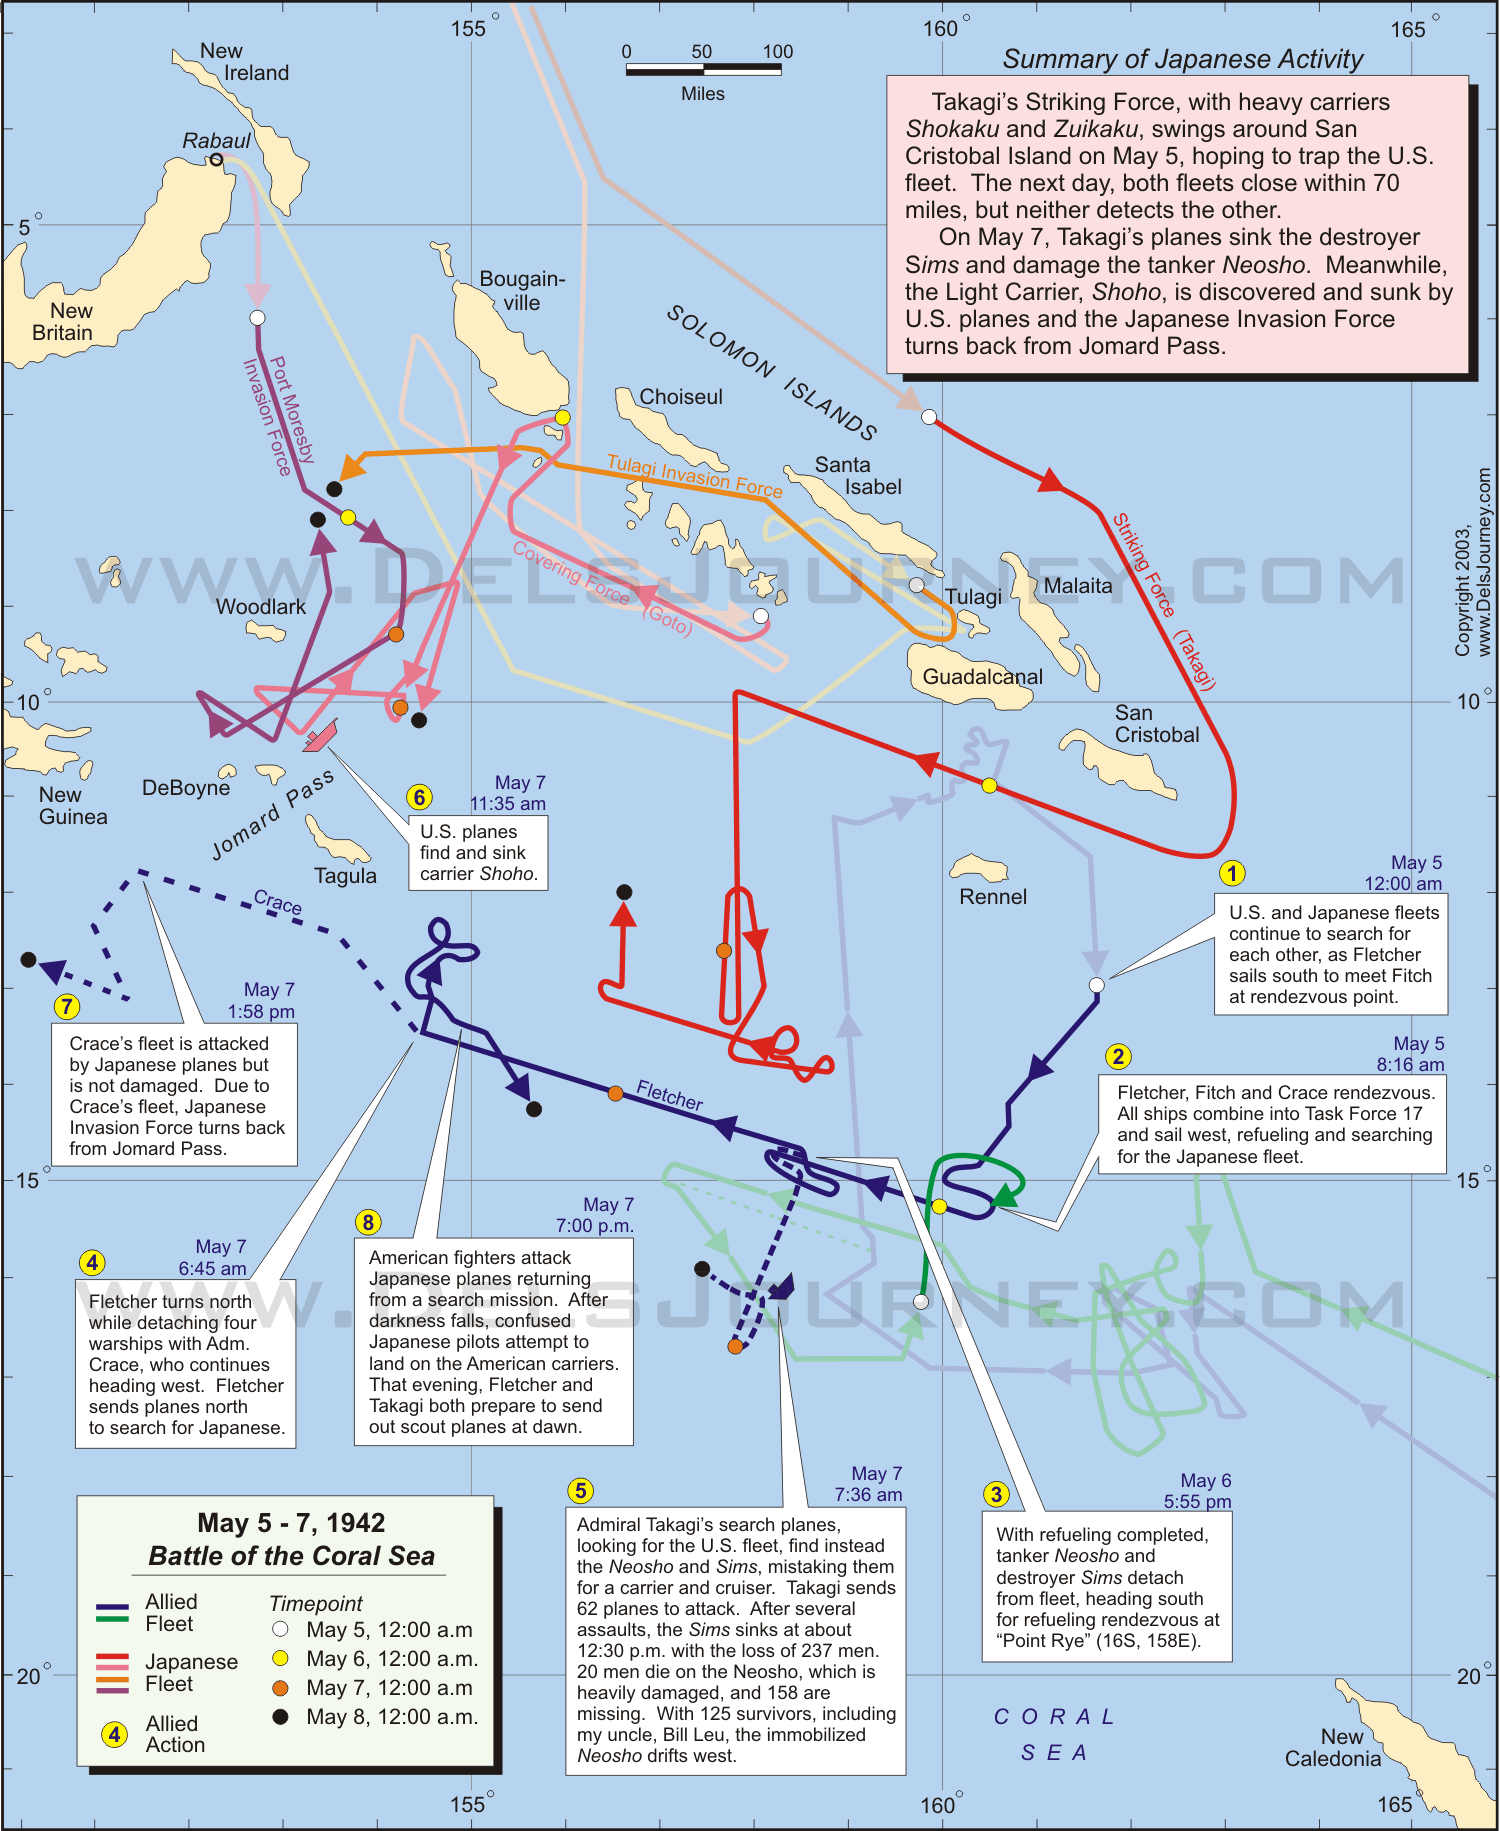 155°
160°
165°
0 50 100
Miles
Summary of Japanese Activity
Takagi's Striking Force, with heavy carriers
Shokaku and Zuikaku, swings around San
Cristobal Island on May 5, hoping to trap the U.S.
fleet. The next day, both fleets close within 70
miles, but neither detects the other.
On May 7, Takagi's planes sink the destroyer
Sims and damage the tanker Neosho. Meanwhile,
the Light Carrier, Shoho, is discovered and sunk by
U.S. planes and the Japanese Invasion Force
turns back from Jomard Pass.
New
Ireland
Rabaul
5°
New
Britain
Bougain-
ville
SOLOMON ISLANDS
Choiseul
Port Moresby
Invasion Force
Tulagi Invasion Force
Santa
Isabel
Covering Force (Goto)
Striking Force (Takagi)
Copyright 2003,
www.DelsJourney.com
www.DelsJourney.com
Woodlark
Tulagi
Malaita
Guadalcanal
10°
10°
San
Cristobal
New
Guinea
DeBoyne
Jomard Pass
Tagula
Rennel
6
May 7
11:35 am
U.S. planes
find and sink
carrier Shoho.
1
May 5
12:00 am
U.S. and Japanese fleets
continue to search for
each other, as Fletcher
sails south to meet Fitch
at rendezvous point.
Crace
7
May 7
1:58 pm
Crace's fleet is attacked
by Japanese planes but
is not damaged. Due to
Crace's fleet, Japanese
Invasion Force turns back
from Jomard Pass.
Fletcher
2
May 5
8:16 am
Fletcher, Fitch and Crace rendezvous.
All ships combine into Task Force 17
and sail west, refueling and searching
for the Japanese fleet.
15°
15°
4
May 7
6:45 am
Fletcher turns north
while detaching four
warships with Adm.
Crace, who continues
heading west. Fletcher
sends planes north
to search for Japanese.
8
May 7
7:00 p.m.
American fighters attack
Japanese planes returning
from a search mission. After
darkness falls, confused
Japanese pilots attempt to
land on the American carriers.
That evening, Fletcher and
Takagi both prepare to send
out scout planes at dawn.
www.DelsJourney.com
5
May 7
7:36 am
Admiral Takagi's search planes,
looking for the U.S. fleet, find instead
the Neosho and Sims, mistaking them
for a carrier and cruiser. Takagi sends
62 planes to attack. After several
assaults, the Sims sinks at about
12:30 p.m. with the loss of 237 men.
20 men die on the Neosho, which is
heavily damaged, and 158 are
missing. With 125 survivors, including
my uncle, Bill Leu, the immobilized
Neosho drifts west.
3
May 6
5:55 pm
With refueling completed,
tanker Neosho and
destroyer Sims detach
from fleet, heading south
for refueling rendezvous at
“Point Rye” (16S, 158E).
May 5 - 7, 1942
Battle of the Coral Sea
Allied
Fleet
Japanese
Fleet
4
Allied
Action
Timepoint
May 5, 12:00 a.m
May 6, 12:00 a.m.
May 7, 12:00 a.m
May 8, 12:00 a.m.
20°
20°
CORAL
SEA
New
Caledonia
155°
160°
165°